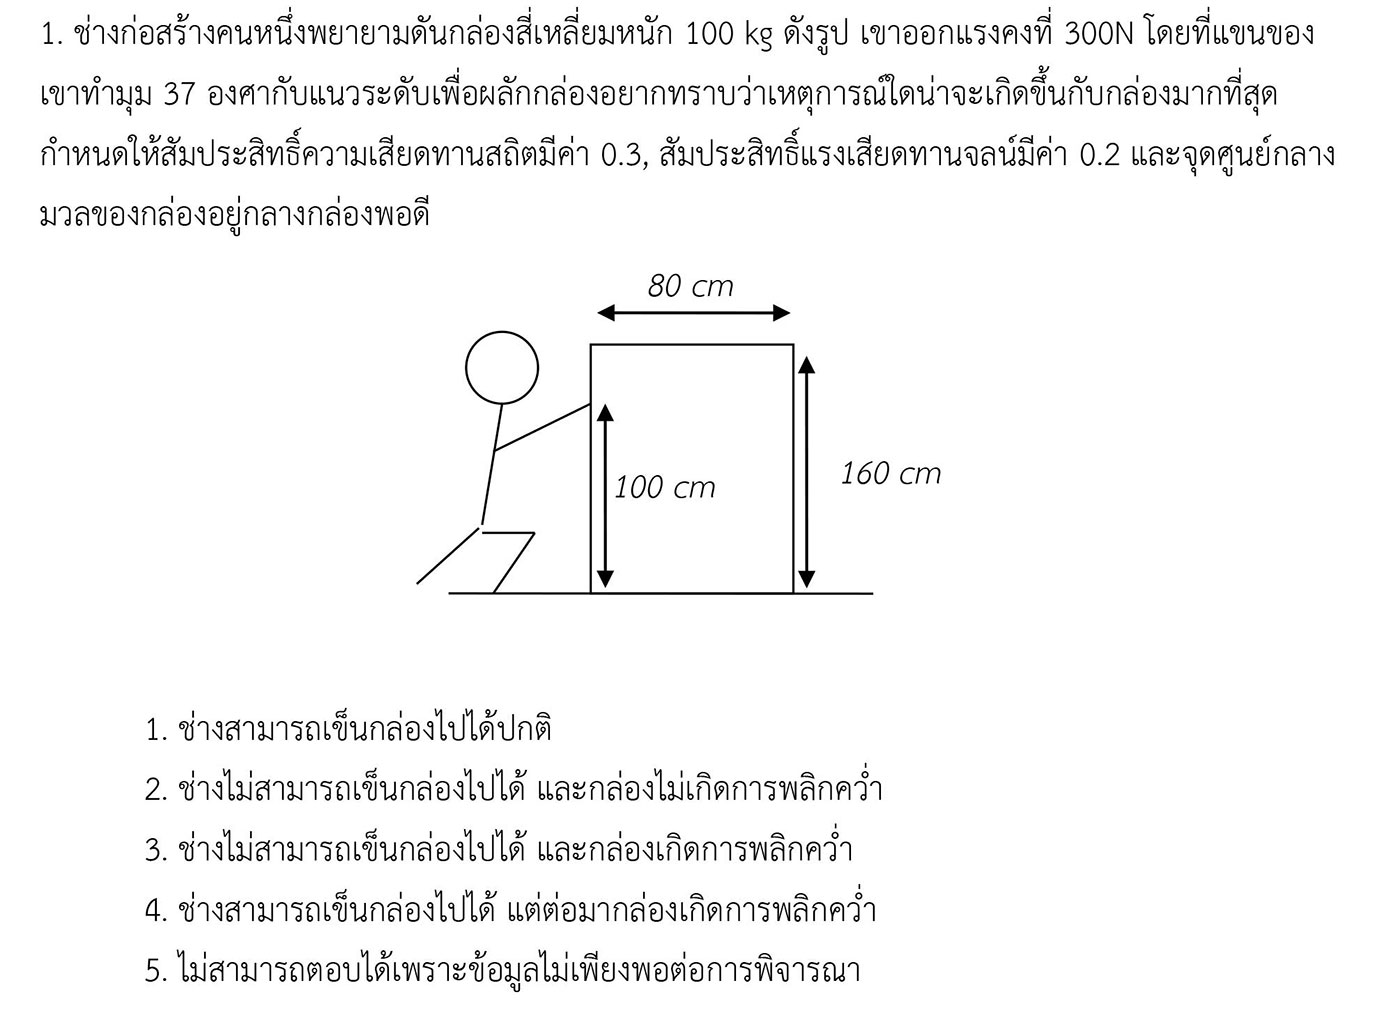 1. ช่างก่อสร้างคนหนึ่งพยายามดันกล่องสี่เหลี่ยมหนัก 100 kg ดังรูป เขาออกแรงคงที่ 300N โดยที่แขนของ
เขาทำมุม 37 องศากับแนวระดับเพื่อผลักกล่องอยากทราบว่าเหตุการณ์ใดน่าจะเกิดขึ้นกับกล่องมากที่สุด
กำหนดให้สัมประสิทธิ์ความเสียดทานสถิตมีค่า 0.3, สัมประสิทธิ์แรงเสียดทานจลน์มีค่า 0.2 และจุดศูนย์กลาง
มวลของกล่องอยู่กลางกล่องพอดี
80 cm
100 cm
160 cm
1. ช่างสามารถเข็นกล่องไปได้ปกติ
2. ช่างไม่สามารถเข็นกล่องไปได้ และกล่องไม่เกิดการพลิกคว่ำ
3. ช่างไม่สามารถเข็นกล่องไปได้ และกล่องเกิดการพลิกคว่ำ
4. ช่างสามารถเข็นกล่องไปได้ แต่ต่อมากล่องเกิดการพลิกคว่ำ
5. ไม่สามารถตอบได้เพราะข้อมูลไม่เพียงพอต่อการพิจารณา